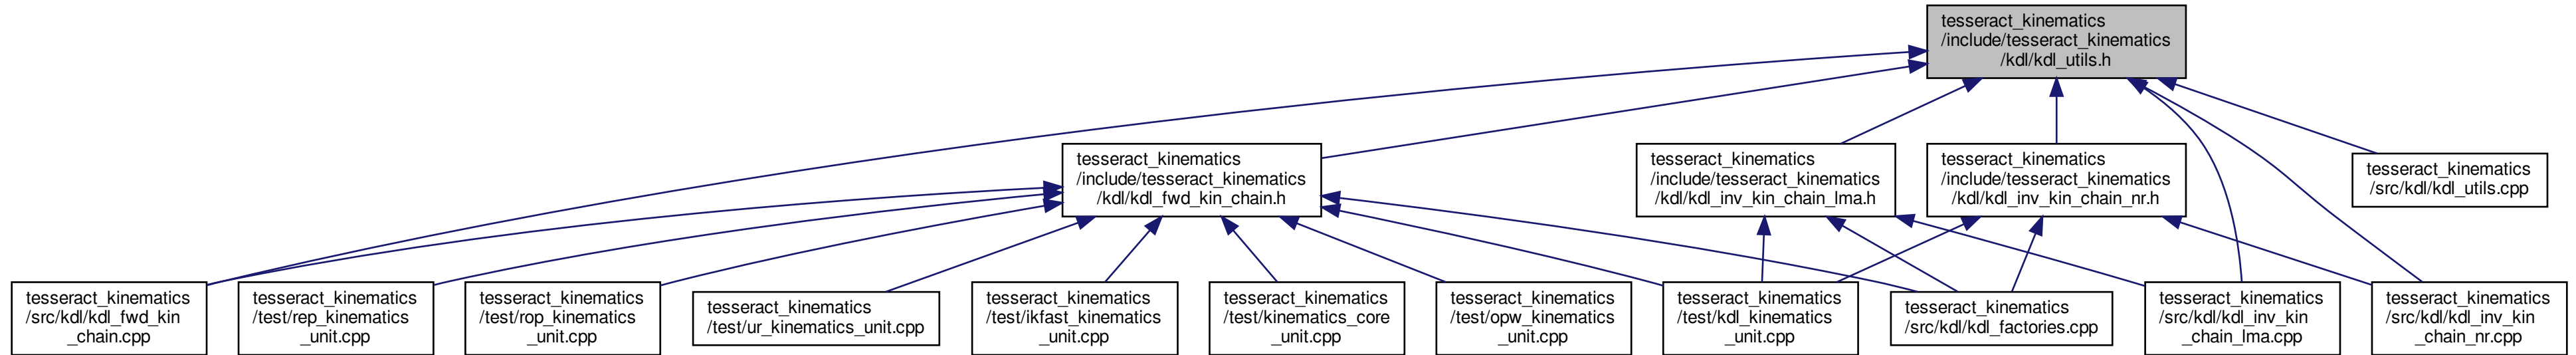 tesseract_kinematics
/include/tesseract_kinematics
/kdl/kdl_utils.h
tesseract_kinematics
/include/tesseract_kinematics
/kdl/kdl_fwd_kin_chain.h
tesseract_kinematics
/include/tesseract_kinematics
/kdl/kdl_inv_kin_chain_lma.h
tesseract_kinematics
/include/tesseract_kinematics
/kdl/kdl_inv_kin_chain_nr.h
tesseract_kinematics
/src/kdl/kdl_utils.cpp
tesseract_kinematics
/src/kdl/kdl_fwd_kin
_chain.cpp
tesseract_kinematics
/test/rep_kinematics
_unit.cpp
tesseract_kinematics
/test/rop_kinematics
_unit.cpp
tesseract_kinematics
/test/ur_kinematics_unit.cpp
tesseract_kinematics
/test/ikfast_kinematics
_unit.cpp
tesseract_kinematics
/test/kinematics_core
_unit.cpp
tesseract_kinematics
/test/opw_kinematics
_unit.cpp
tesseract_kinematics
/test/kdl_kinematics
_unit.cpp
tesseract_kinematics
/src/kdl/kdl_factories.cpp
tesseract_kinematics
/src/kdl/kdl_inv_kin
_chain_lma.cpp
tesseract_kinematics
/src/kdl/kdl_inv_kin
_chain_nr.cpp